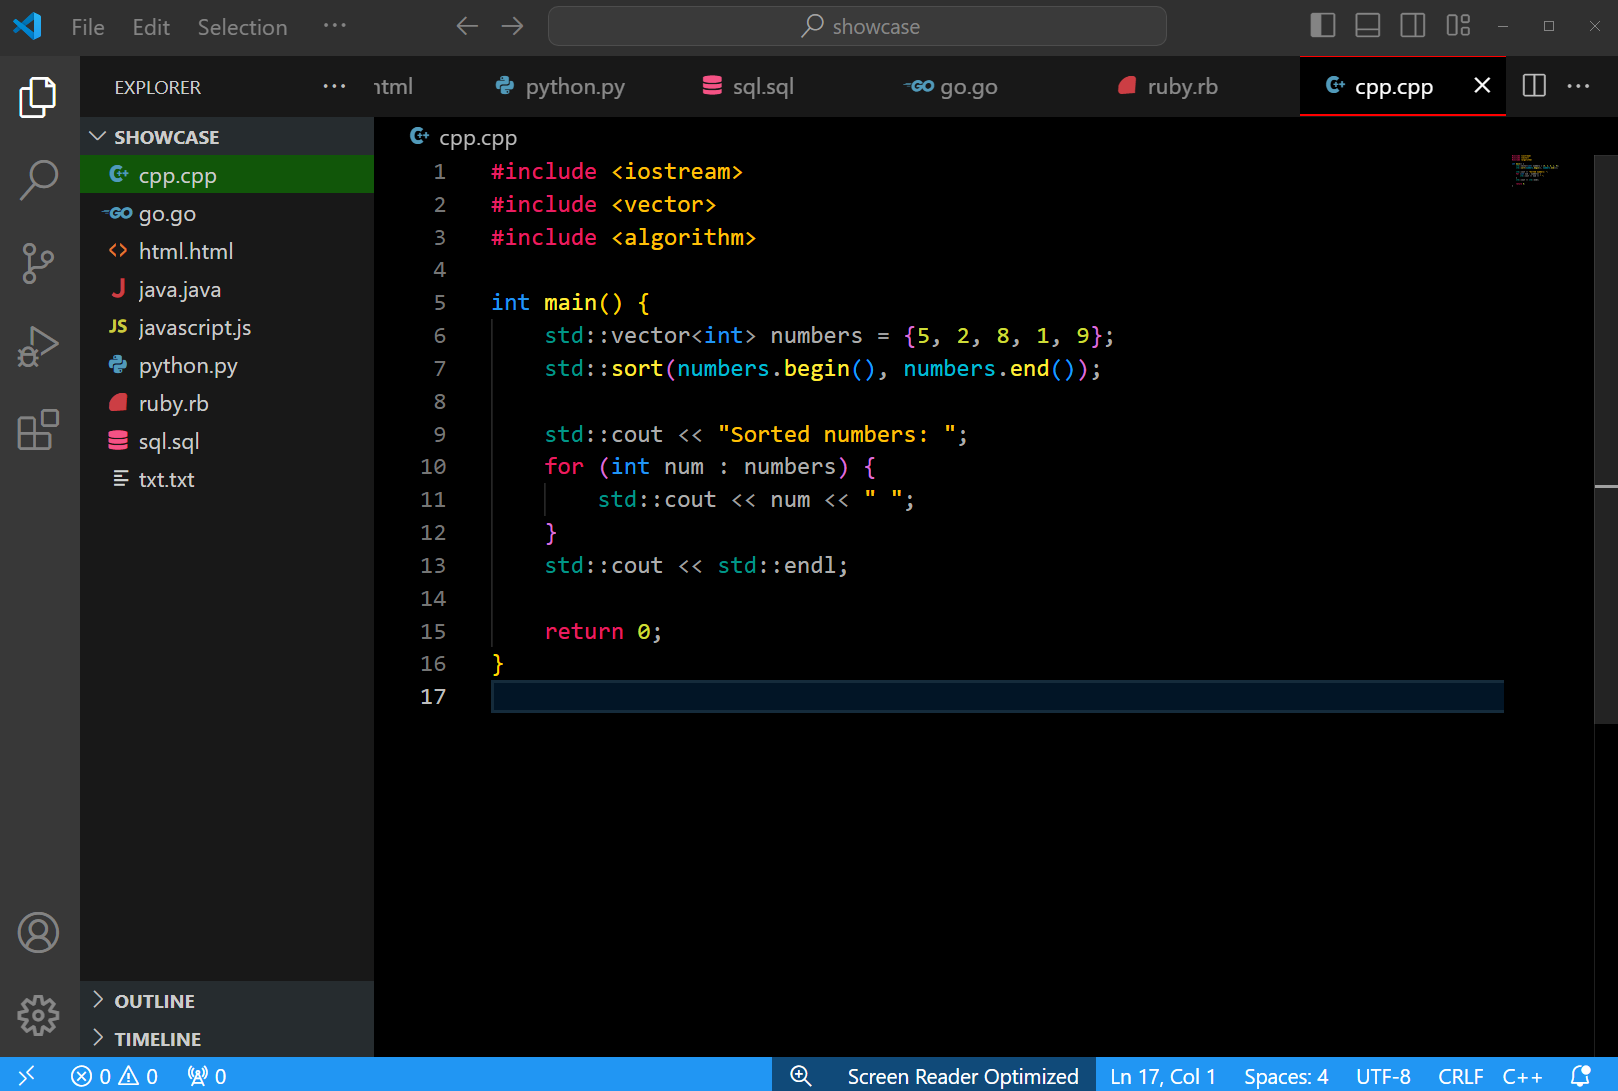 File Edit Selection ··· showcase
EXPLORER ··· html python.py sql.sql go.go ruby.rb cpp.cpp ···
SHOWCASE
cpp.cpp
go.go
html.html
java.java
javascript.js
python.py
ruby.rb
sql.sql
txt.txt
OUTLINE
TIMELINE
cpp.cpp
1 #include <iostream>
2 #include <vector>
3 #include <algorithm>
4
5 int main() {
6 std::vector<int> numbers = {5, 2, 8, 1, 9};
7 std::sort(numbers.begin(), numbers.end());
8
9 std::cout << "Sorted numbers: ";
10 for (int num : numbers) {
11 std::cout << num << " ";
12 }
13 std::cout << std::endl;
14
15 return 0;
16 }
17
0 0 0 Screen Reader Optimized Ln 17, Col 1 Spaces: 4 UTF-8 CRLF C++